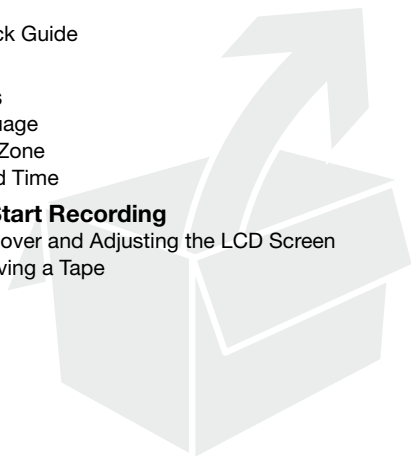 ck Guide
s
uage
Zone
d Time
Start Recording
over and Adjusting the LCD Screen
ving a Tape